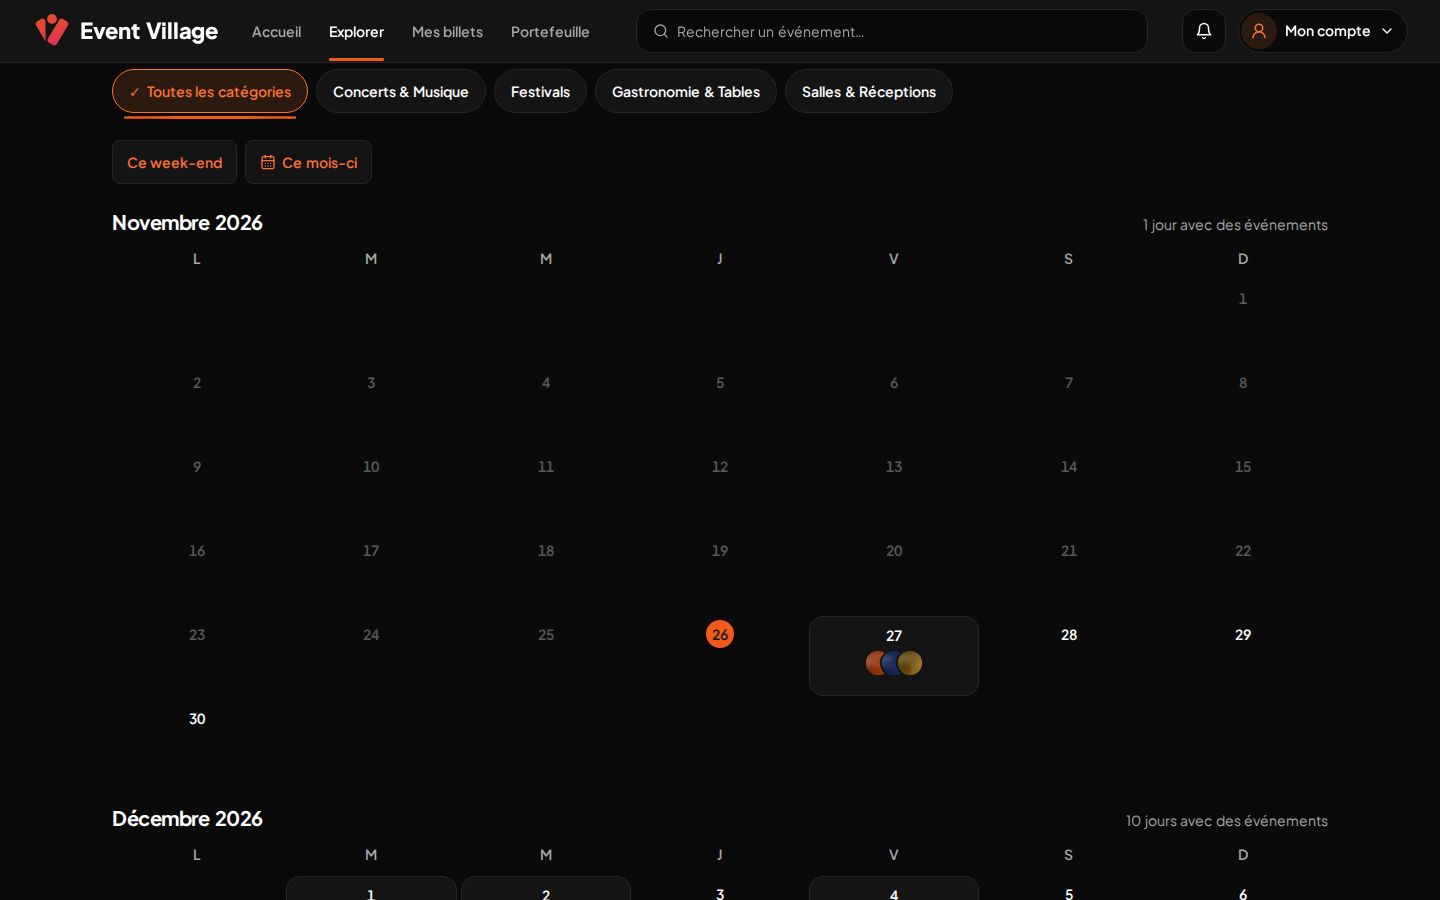 Event Village
Accueil
Explorer
Mes billets
Portefeuille
Rechercher un événement...
Mon compte
✓ Toutes les catégories
Concerts & Musique
Festivals
Gastronomie & Tables
Salles & Réceptions
Ce week-end
Ce mois-ci
Novembre 2026
1 jour avec des événements
L M M J V S D
1
2 3 4 5 6 7 8
9 10 11 12 13 14 15
16 17 18 19 20 21 22
23 24 25 26 27 28 29
30
Décembre 2026
10 jours avec des événements
L M M J V S D
1 2 3 4 5 6